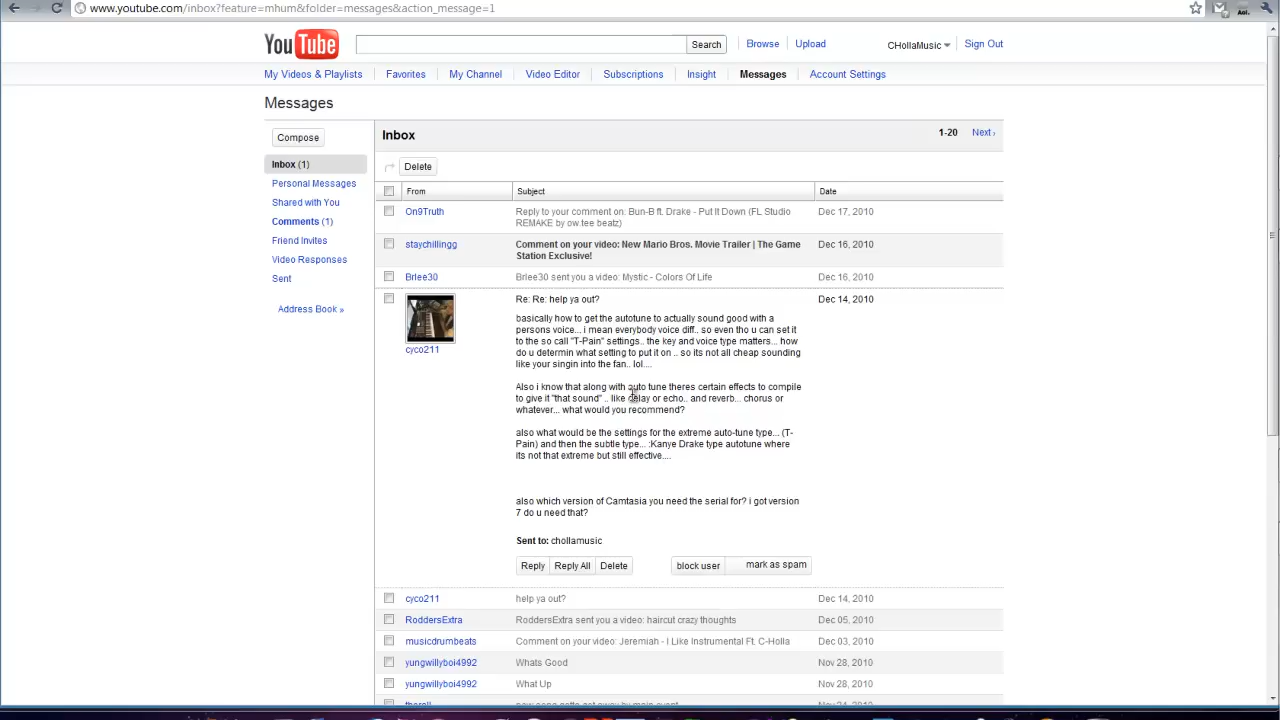 www.youtube.com/inbox?feature=mhum&folder=messages&action_message=1
Aol.
YouTube
Search
Browse
Upload
CHollaMusic
Sign Out
My Videos & Playlists
Favorites
My Channel
Video Editor
Subscriptions
Insight
Messages
Account Settings
Messages
Compose
Inbox (1)
Personal Messages
Shared with You
Comments (1)
Friend Invites
Video Responses
Sent
Address Book »
Inbox
1-20
Next ›
Delete
From
Subject
Date
On9Truth
Reply to your comment on: Bun-B ft. Drake - Put It Down (FL Studio
REMAKE by ow.tee beatz)
Dec 17, 2010
staychillingg
Comment on your video: New Mario Bros. Movie Trailer | The Game
Station Exclusive!
Dec 16, 2010
Brlee30
Brlee30 sent you a video: Mystic - Colors Of Life
Dec 16, 2010
cyco211
Re: Re: help ya out?
Dec 14, 2010
basically how to get the autotune to actually sound good with a
persons voice... i mean everybody voice diff.. so even tho u can set it
to the so call "T-Pain" settings.. the key and voice type matters... how
do u determin what setting to put it on .. so its not all cheap sounding
like your singin into the fan.. lol....
Also i know that along with auto tune theres certain effects to compile
to give it "that sound" .. like delay or echo.. and reverb... chorus or
whatever... what would you recommend?
also what would be the settings for the extreme auto-tune type... (T-
Pain) and then the subtle type... :Kanye Drake type autotune where
its not that extreme but still effective....
also which version of Camtasia you need the serial for? i got version
7 do u need that?
Sent to: chollamusic
Reply
Reply All
Delete
block user
mark as spam
cyco211
help ya out?
Dec 14, 2010
RoddersExtra
RoddersExtra sent you a video: haircut crazy thoughts
Dec 05, 2010
musicdrumbeats
Comment on your video: Jeremiah - I Like Instrumental Ft. C-Holla
Dec 03, 2010
yungwillyboi4992
Whats Good
Nov 28, 2010
yungwillyboi4992
What Up
Nov 28, 2010